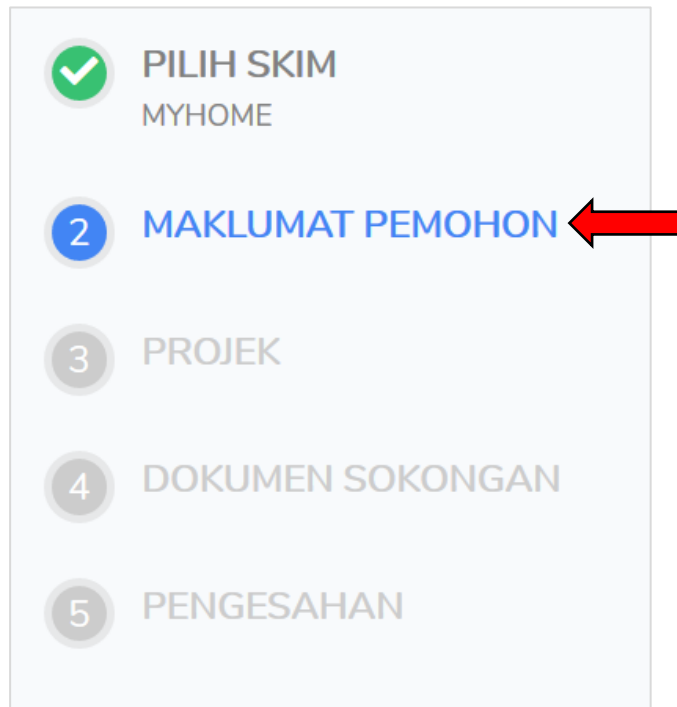 PILIH SKIM
MYHOME
2 MAKLUMAT PEMOHON
3 PROJEK
4 DOKUMEN SOKONGAN
5 PENGESAHAN